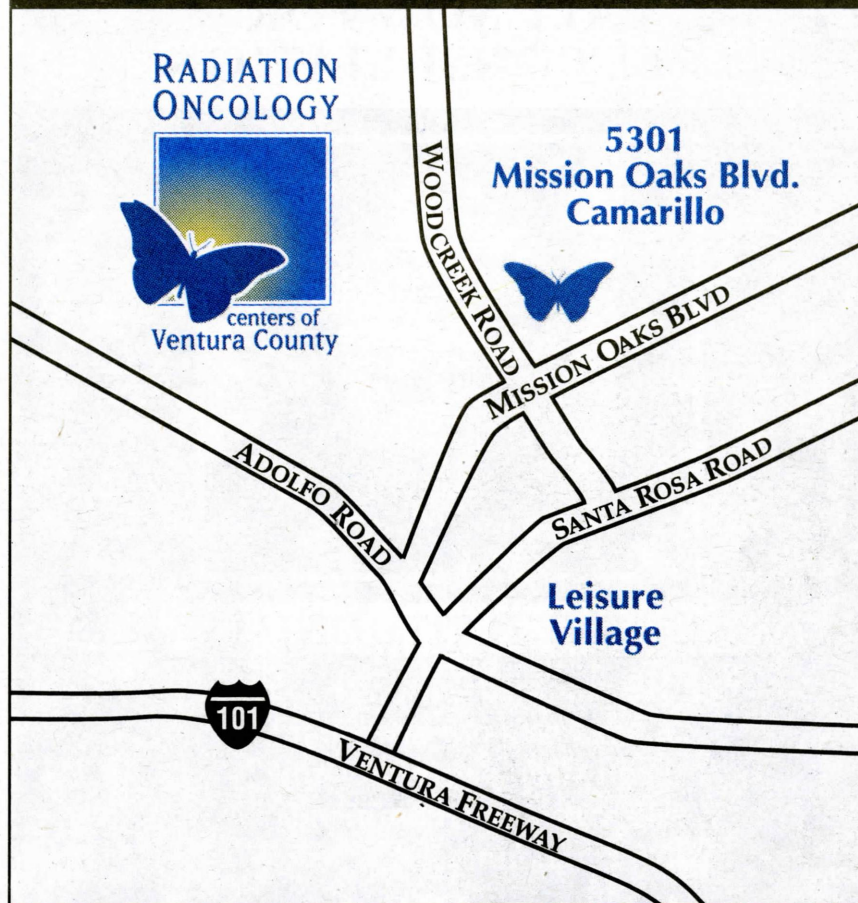 RADIATION
ONCOLOGY
centers of
Ventura County
5301
Mission Oaks Blvd.
Camarillo
WOODCREEK ROAD
MISSION OAKS BLVD
ADOLFO ROAD
SANTA ROSA ROAD
Leisure
Village
101
VENTURA FREEWAY